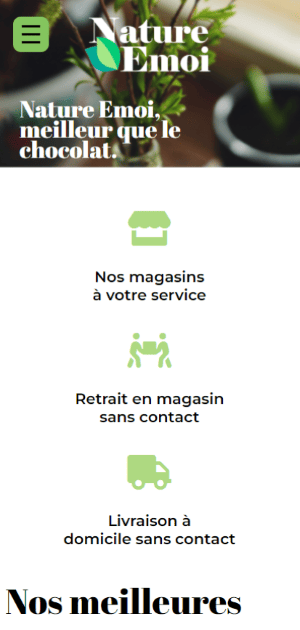 Nature
Emoi
Nature Emoi,
meilleur que le
chocolat.
Nos magasins
à votre service
Retrait en magasin
sans contact
Livraison à
domicile sans contact
Nos meilleures